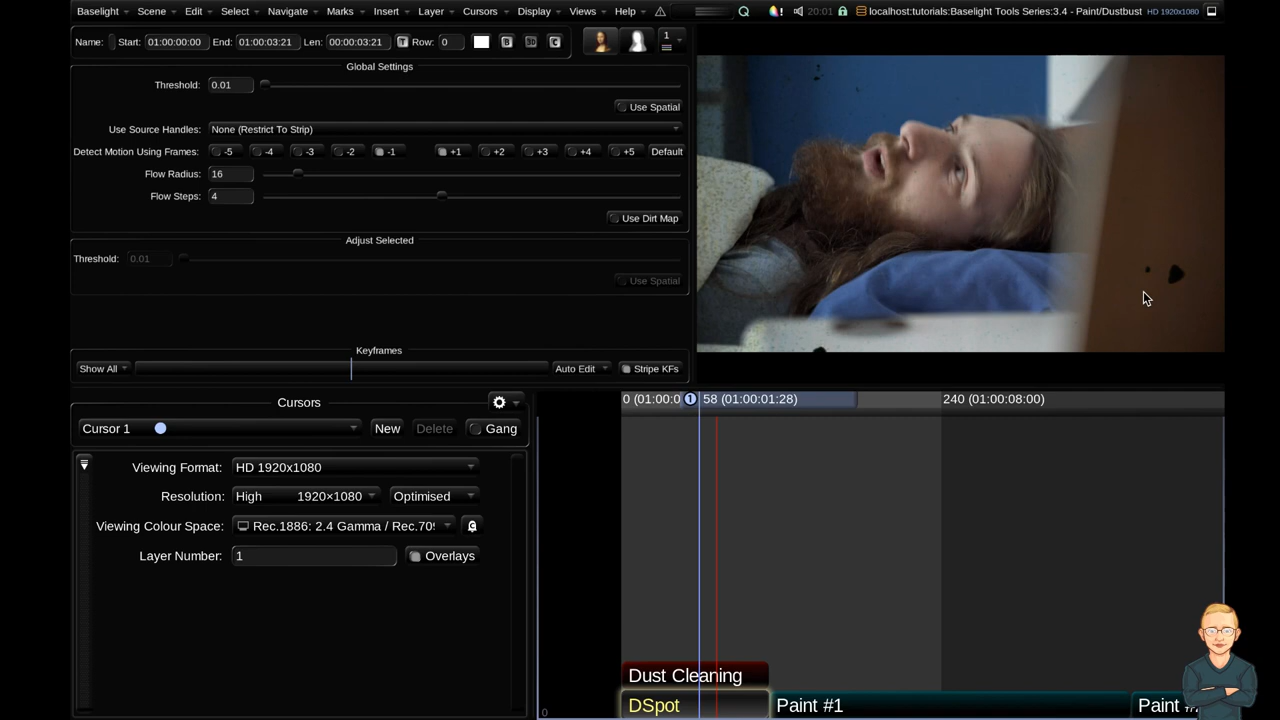 Baselight Scene Edit Select Navigate Marks Insert Layer Cursors Display Views Help 20:01 localhost:tutorials:Baselight Tools Series:3.4 - Paint/Dustbust HD 1920x1080
Name: Start: 01:00:00:00 End: 01:00:03:21 Len: 00:00:03:21 T Row: 0 B 3D C 1
Global Settings
Threshold: 0.01
Use Spatial
Use Source Handles: None (Restrict To Strip)
Detect Motion Using Frames: -5 -4 -3 -2 -1 +1 +2 +3 +4 +5 Default
Flow Radius: 16
Flow Steps: 4
Use Dirt Map
Adjust Selected
Threshold: 0.01
Use Spatial
Keyframes
Show All Auto Edit Stripe KFs
Cursors
Cursor 1 New Delete Gang
Viewing Format: HD 1920x1080
Resolution: High 1920×1080 Optimised
Viewing Colour Space: Rec.1886: 2.4 Gamma / Rec.709
Layer Number: 1 Overlays
0 (01:00:0 1 58 (01:00:01:28) 240 (01:00:08:00)
Dust Cleaning
0 DSpot Paint #1 Paint #